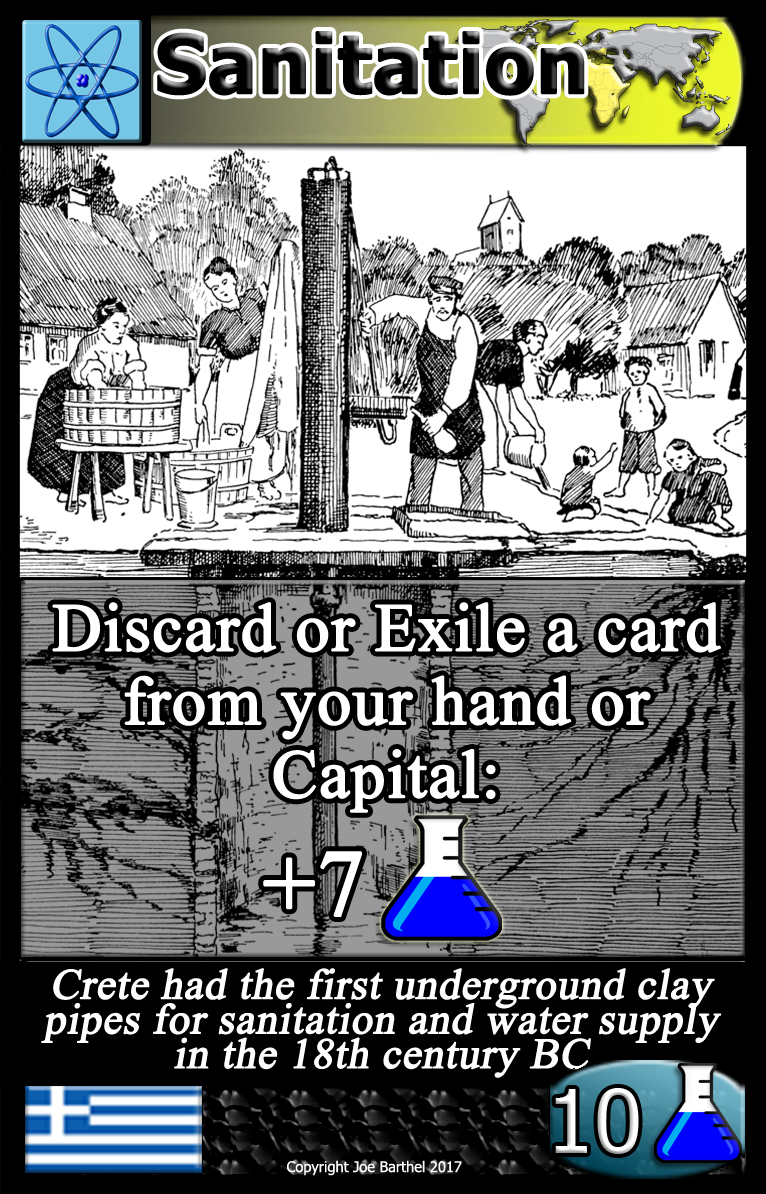 Sanitation
Discard or Exile a card
from your hand or
Capital:
+7
Crete had the first underground clay
pipes for sanitation and water supply
in the 18th century BC
10
Copyright Joe Barthel 2017